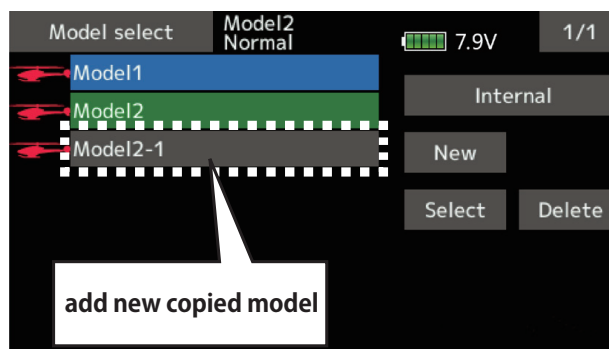 Model select
Model2
Normal
7.9V
1/1
Model1
Model2
Model2-1
Internal
New
Select
Delete
add new copied model